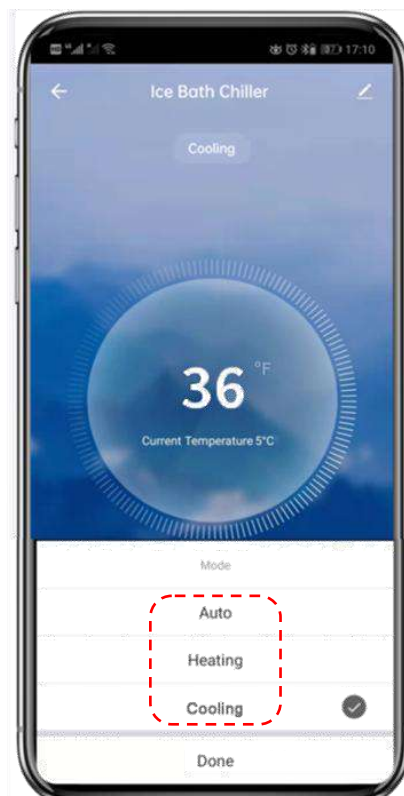 17:10
Ice Bath Chiller
Cooling
36 °F
Current Temperature 5°C
Mode
Auto
Heating
Cooling
Done